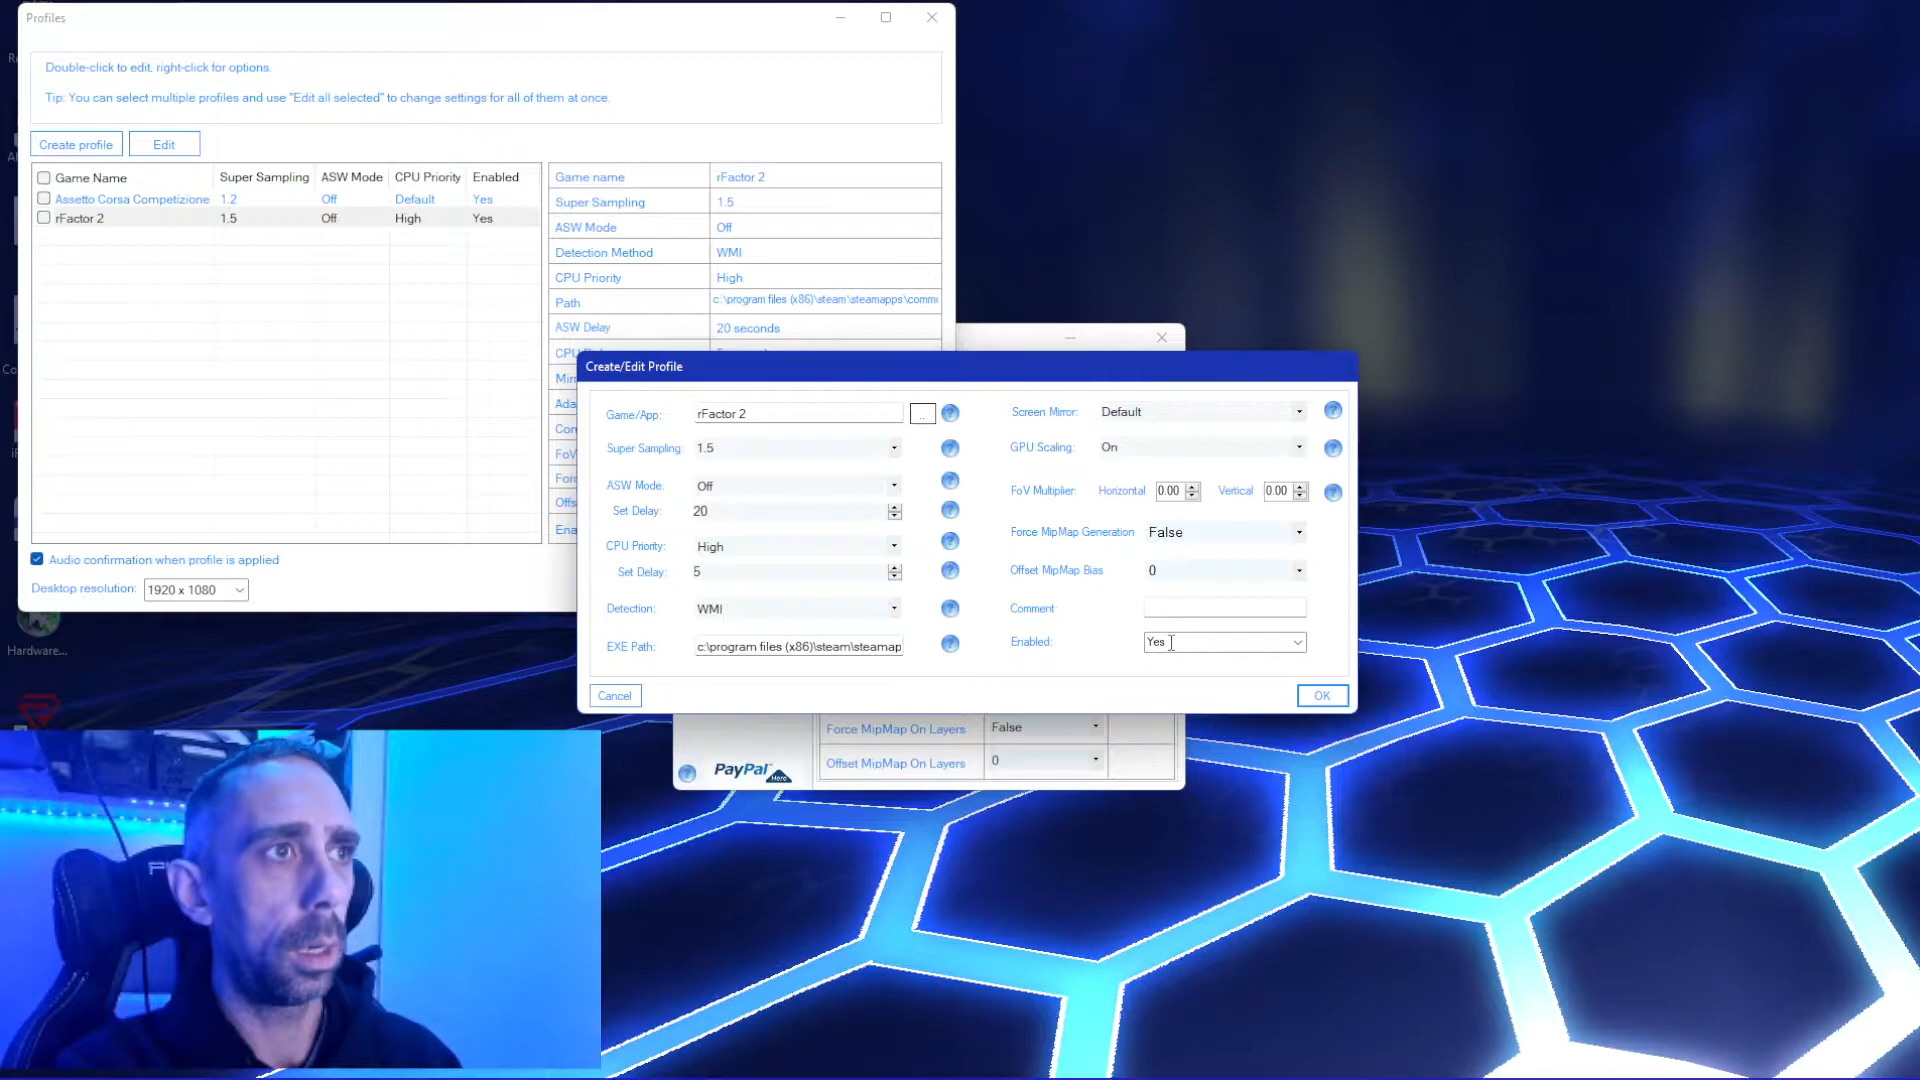 Profiles
Double-click to edit, right-click for options.
Tip: You can select multiple profiles and use "Edit all selected" to change settings for all of them at once.
Create profile
Edit
Game Name
Super Sampling
ASW Mode
CPU Priority
Enabled
Assetto Corsa Competizione
1.2
Off
Default
Yes
rFactor 2
1.5
Off
High
Yes
Game name
rFactor 2
Super Sampling
1.5
ASW Mode
Off
Detection Method
WMI
CPU Priority
High
Path
c:\program files (x86)\steam\steamapps\commo
ASW Delay
20 seconds
Audio confirmation when profile is applied
Desktop resolution:
1920 x 1080
Create/Edit Profile
Game/App:
rFactor 2
...
Super Sampling:
1.5
ASW Mode:
Off
Set Delay:
20
CPU Priority:
High
Set Delay:
5
Detection:
WMI
EXE Path:
c:\program files (x86)\steam\steamap
Screen Mirror:
Default
GPU Scaling:
On
FoV Multiplier:
Horizontal
0.00
Vertical
0.00
Force MipMap Generation
False
Offset MipMap Bias
0
Comment
Enabled:
Yes
Cancel
OK
Force MipMap On Layers
False
Offset MipMap On Layers
0
PayPal
Here
Hardware...